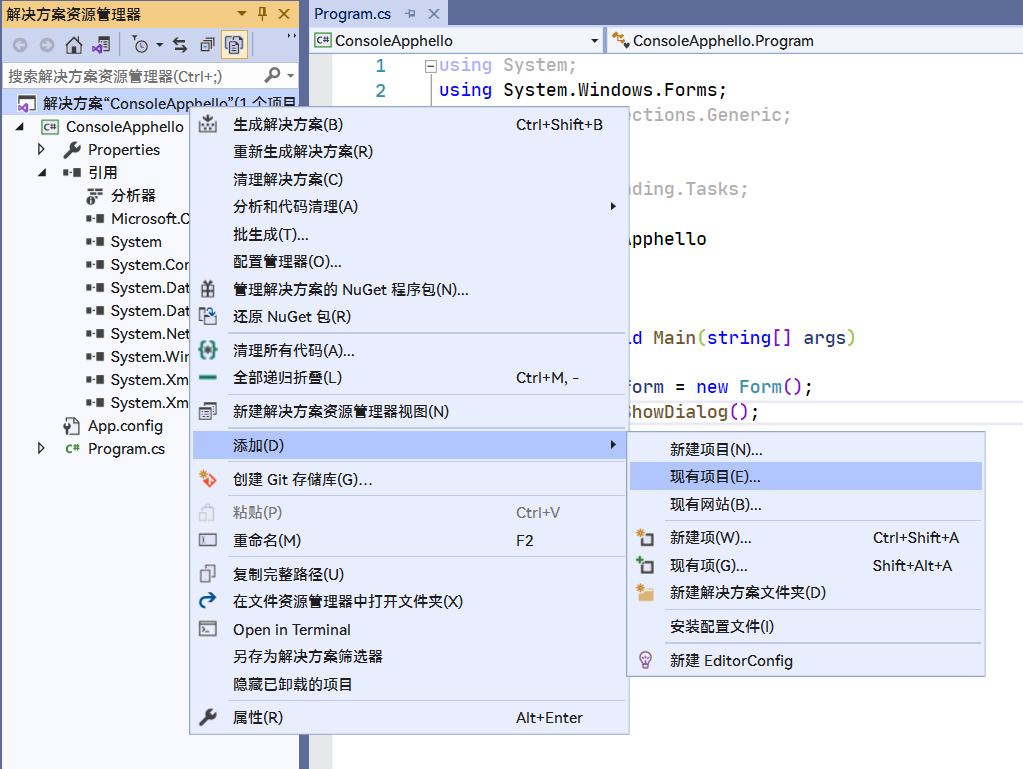 解决方案资源管理器
搜索解决方案资源管理器(Ctrl+;)
解决方案“ConsoleApphello”(1 个项目
ConsoleApphello
Properties
引用
分析器
Microsoft.C
System
System.Cor
System.Dat
System.Dat
System.Net
System.Wir
System.Xm
System.Xm
App.config
Program.cs
Program.cs
ConsoleApphello
ConsoleApphello.Program
1 using System;
2 using System.Windows.Forms;
ctions.Generic;
ding.Tasks;
pphello
d Main(string[] args)
orm = new Form();
howDialog();
生成解决方案(B) Ctrl+Shift+B
重新生成解决方案(R)
清理解决方案(C)
分析和代码清理(A)
批生成(T)...
配置管理器(O)...
管理解决方案的 NuGet 程序包(N)...
还原 NuGet 包(R)
清理所有代码(A)...
全部递归折叠(L) Ctrl+M, -
新建解决方案资源管理器视图(N)
添加(D)
创建 Git 存储库(G)...
粘贴(P) Ctrl+V
重命名(M) F2
复制完整路径(U)
在文件资源管理器中打开文件夹(X)
Open in Terminal
另存为解决方案筛选器
隐藏已卸载的项目
属性(R) Alt+Enter
新建项目(N)...
现有项目(E)...
现有网站(B)...
新建项(W)... Ctrl+Shift+A
现有项(G)... Shift+Alt+A
新建解决方案文件夹(D)
安装配置文件(I)
新建 EditorConfig